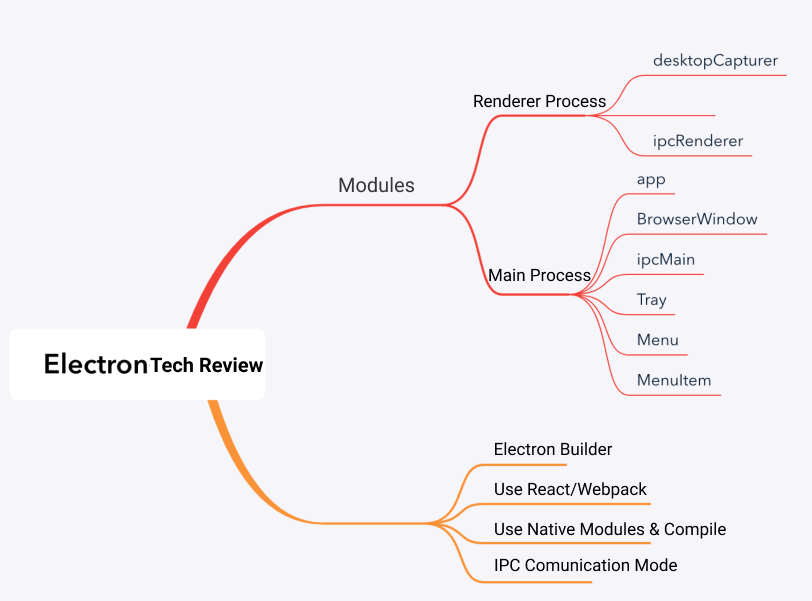 desktopCapturer
Renderer Process
ipcRenderer
Modules
app
BrowserWindow
Main Process
ipcMain
Tray
Menu
MenuItem
Electron Tech Review
Electron Builder
Use React/Webpack
Use Native Modules & Compile
IPC Comunication Mode